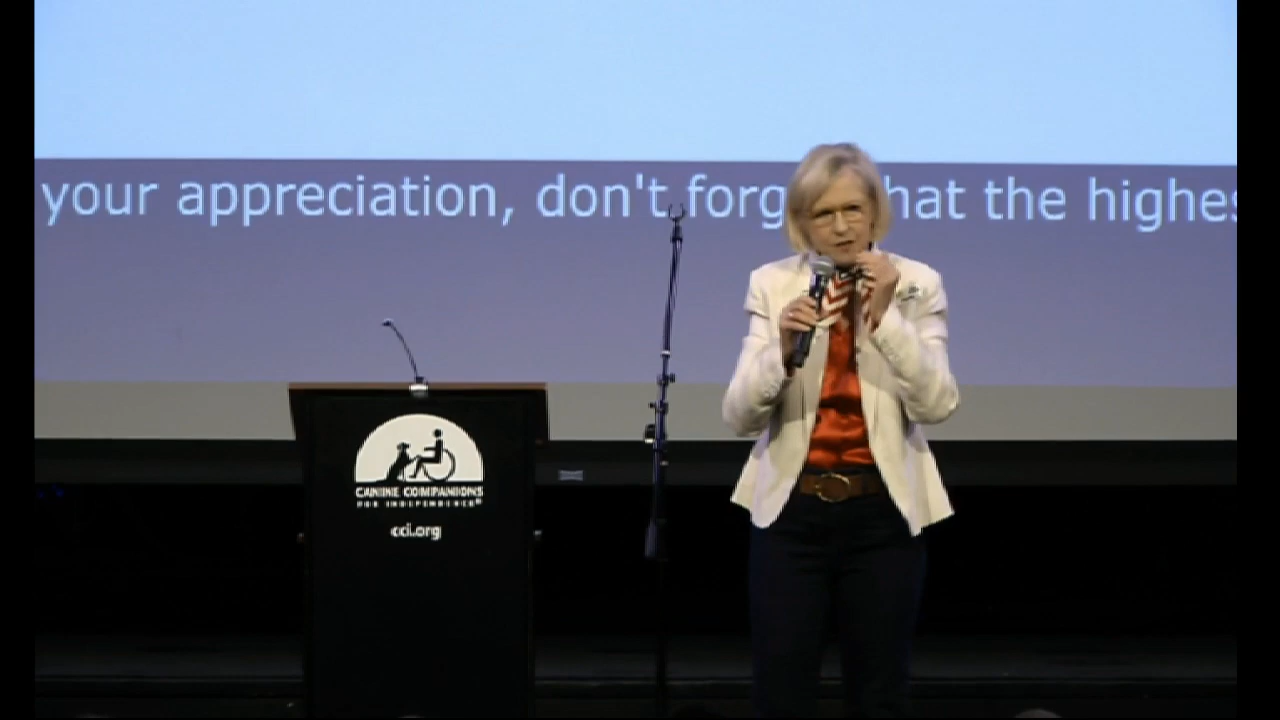 your appreciation, don't forg hat the highes
CANINE COMPANIONS
FOR INDEPENDENCE
cci.org